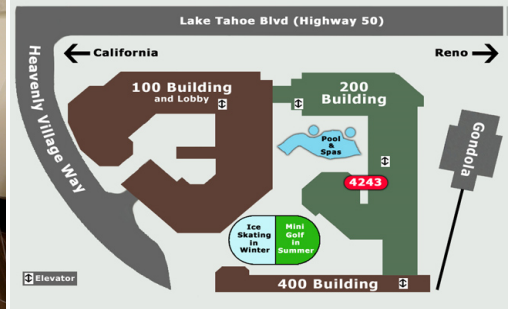 Lake Tahoe Blvd (Highway 50)
California
Reno
Heavenly Village Way
100 Building
and Lobby
200
Building
Pool
&
Spas
Gondola
4243
Ice
Skating
in
Winter
Mini
Golf
in
Summer
400 Building
Elevator